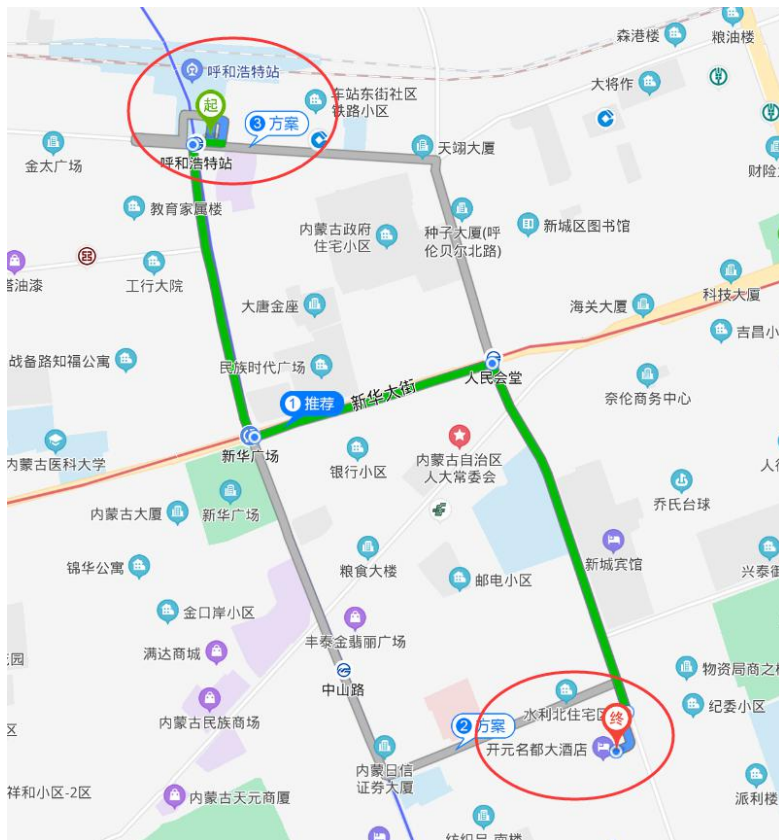 森港楼
粮油楼
呼和浩特站
大将作
起
车站东街社区
铁路小区
3 方案
金太广场
呼和浩特站
天翊大厦
财险
教育家属楼
内蒙古政府
住宅小区
种子大厦(呼
伦贝尔北路)
新城区图书馆
塔油漆
工行大院
大唐金座
海关大厦
科技大厦
吉昌小
战备路知福公寓
民族时代广场
人民会堂
1 推荐
新华大街
奈伦商务中心
内蒙古医科大学
新华广场
银行小区
内蒙古自治区
人大常委会
人行
内蒙古大厦
新华广场
乔氏台球
锦华公寓
粮食大楼
邮电小区
新城宾馆
兴泰御
金口岸小区
丰泰金翡丽广场
花园
满达商城
中山路
物资局商之
水利北住宅区
纪委小区
内蒙古民族商场
2 方案
终
区
开元名都大酒店
内蒙日信
证券大厦
祥和小区-2区
内蒙古天元商厦
派利楼